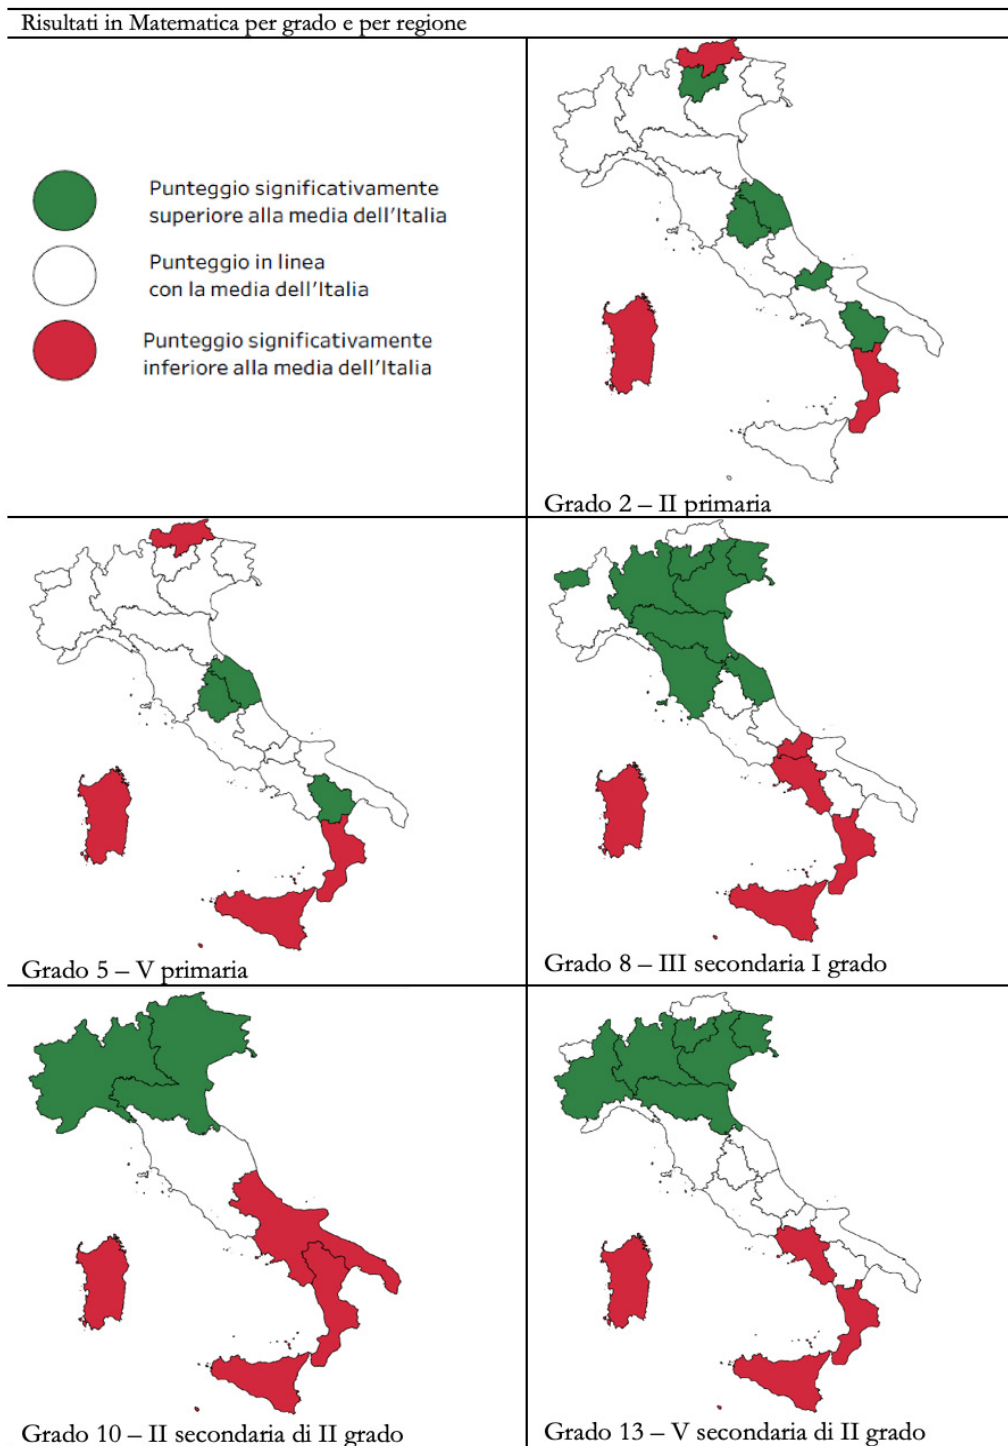 Risultati in Matematica per grado e per regione
Punteggio significativamente
superiore alla media dell'Italia
Punteggio in linea
con la media dell'Italia
Punteggio significativamente
inferiore alla media dell'Italia
Grado 2 – II primaria
Grado 5 – V primaria
Grado 8 – III secondaria I grado
Grado 10 – II secondaria di II grado
Grado 13 – V secondaria di II grado